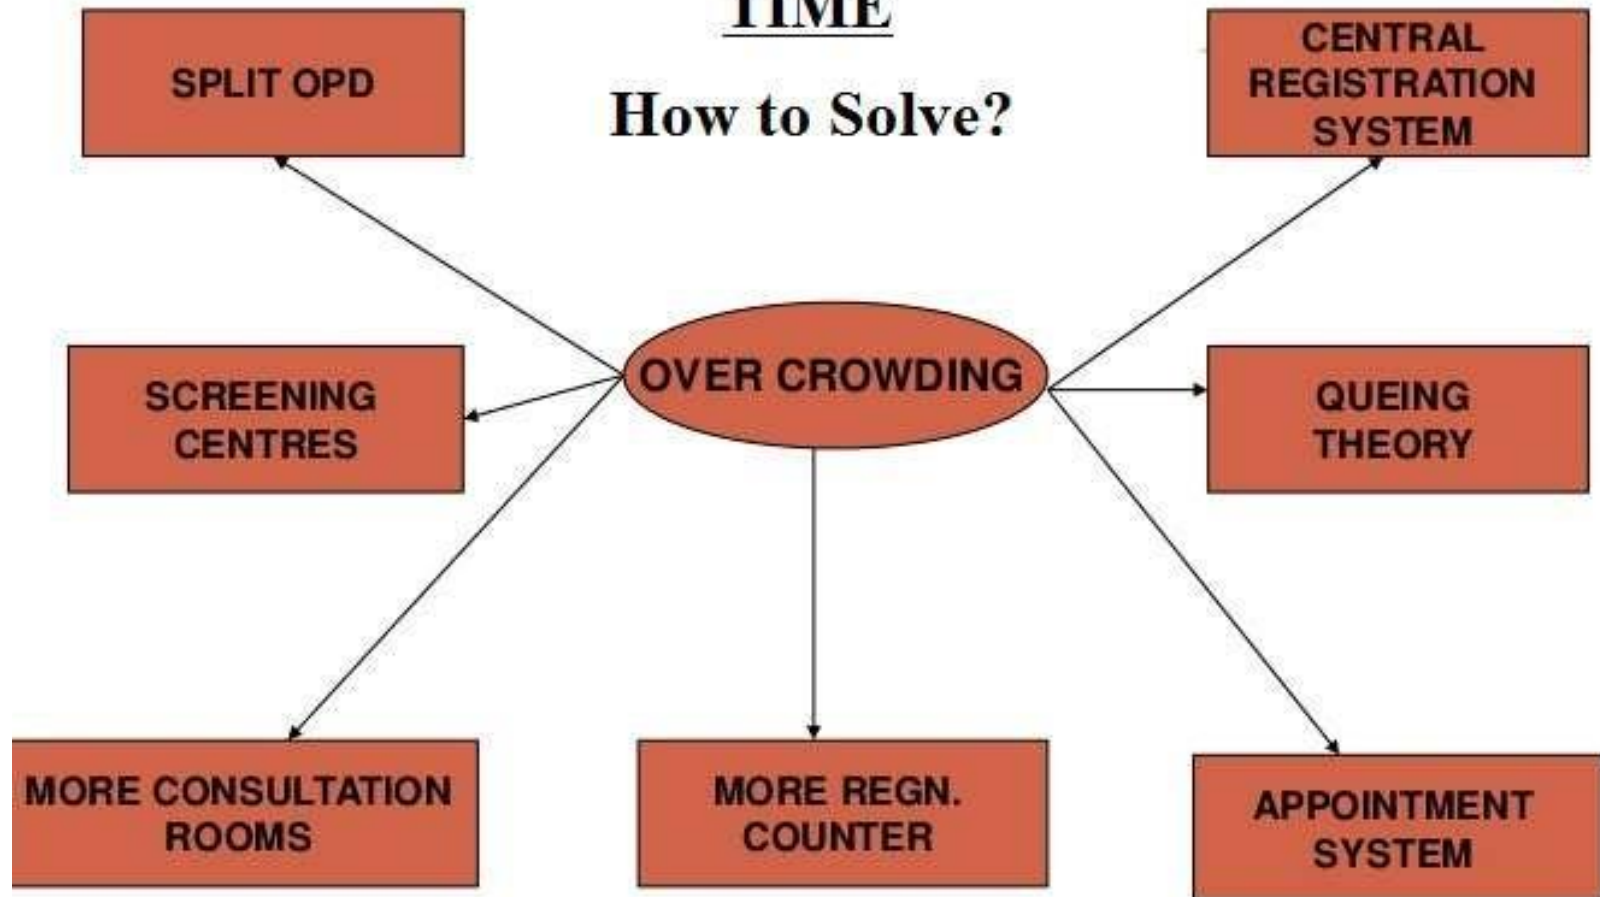 TIME
How to Solve?
SPLIT OPD
CENTRAL
REGISTRATION
SYSTEM
OVER CROWDING
SCREENING
CENTRES
QUEING
THEORY
MORE CONSULTATION
ROOMS
MORE REGN.
COUNTER
APPOINTMENT
SYSTEM